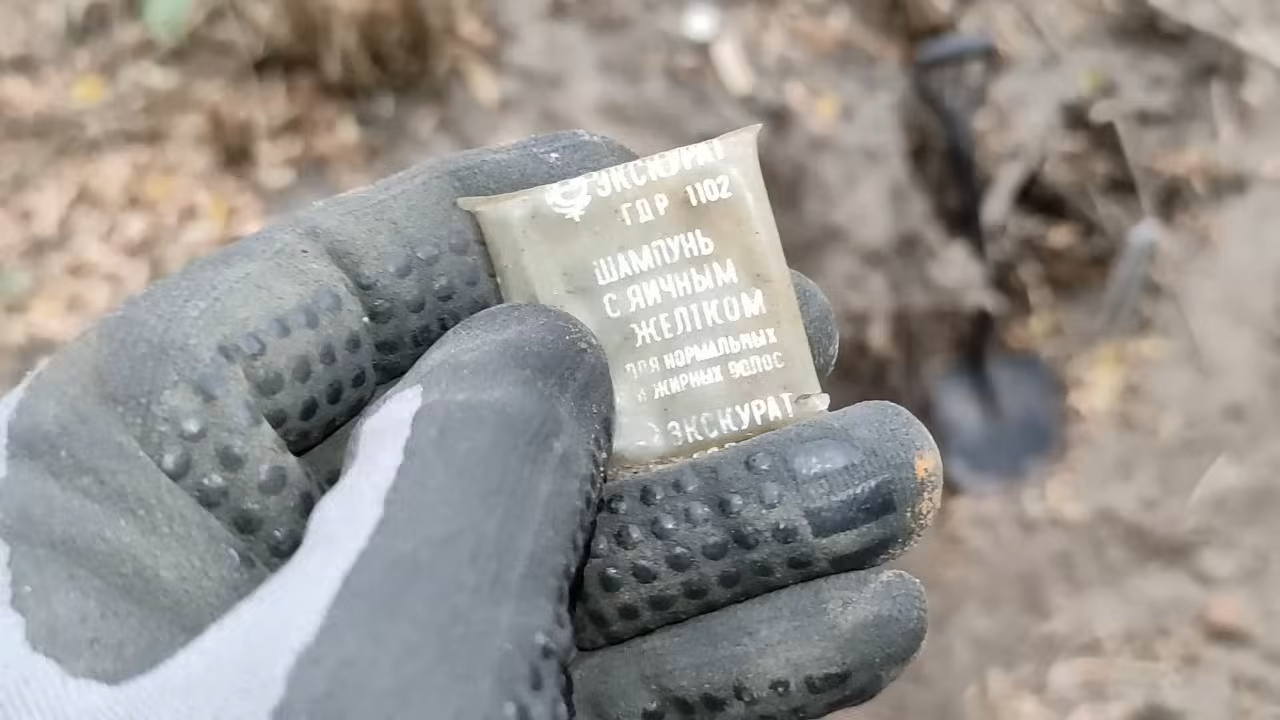 ЭКСКУРАТ
ГДР 1102
ШАМПУНЬ
С ЯИЧНЫМ
ЖЕЛТКОМ
ДЛЯ НОРМАЛЬНЫХ
И ЖИРНЫХ ВОЛОС
ЭКСКУРАТ